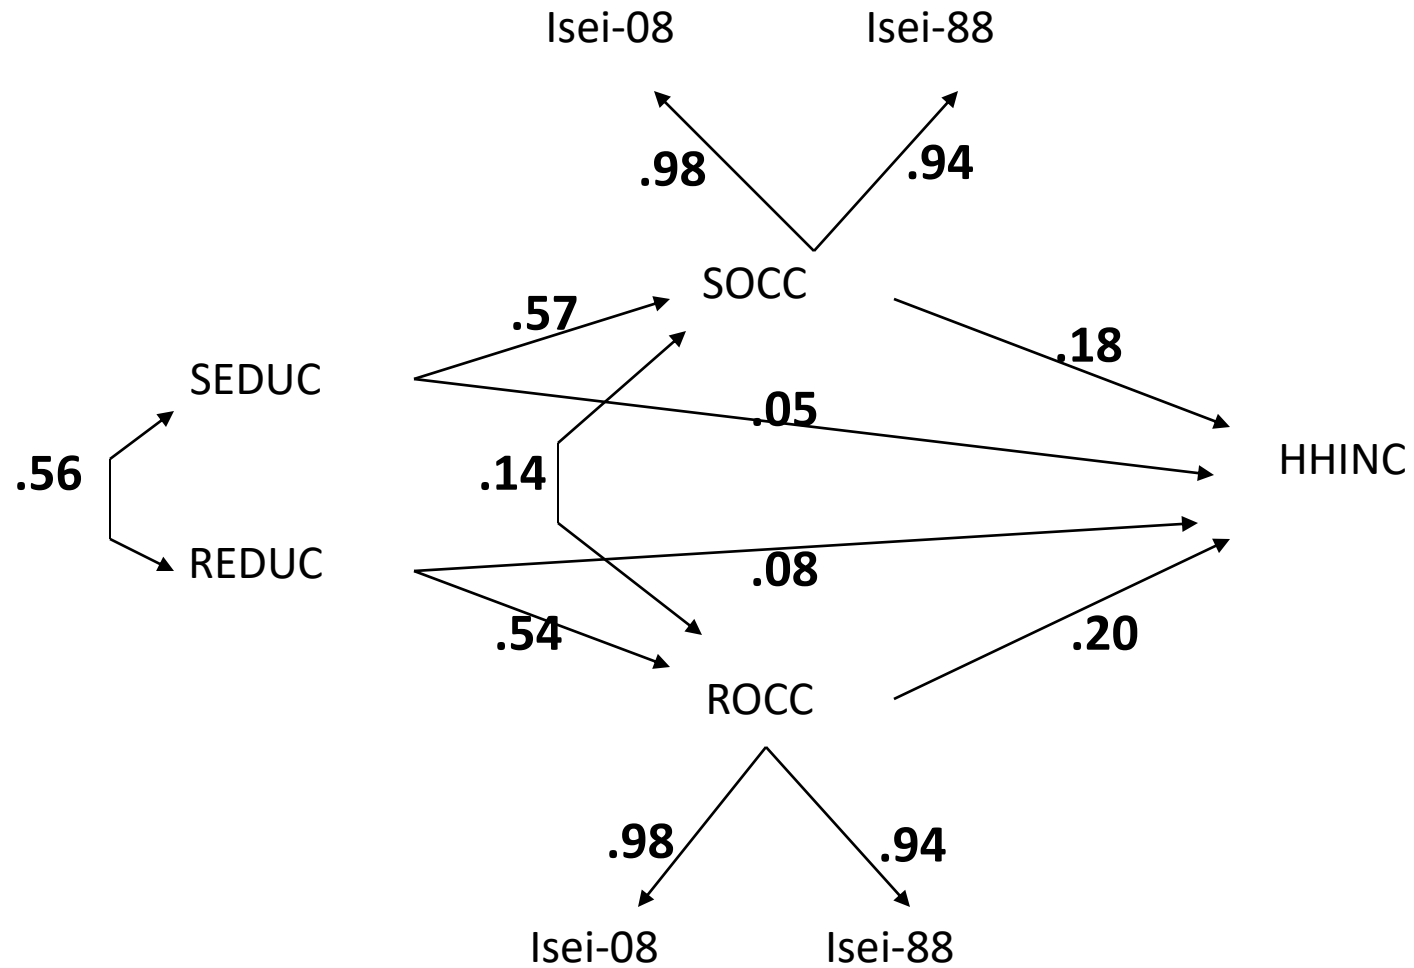 Isei-08
Isei-88
.98
.94
SOCC
.57
.18
SEDUC
.05
.56
.14
HHINC
REDUC
.08
.54
.20
ROCC
.98
.94
Isei-08
Isei-88